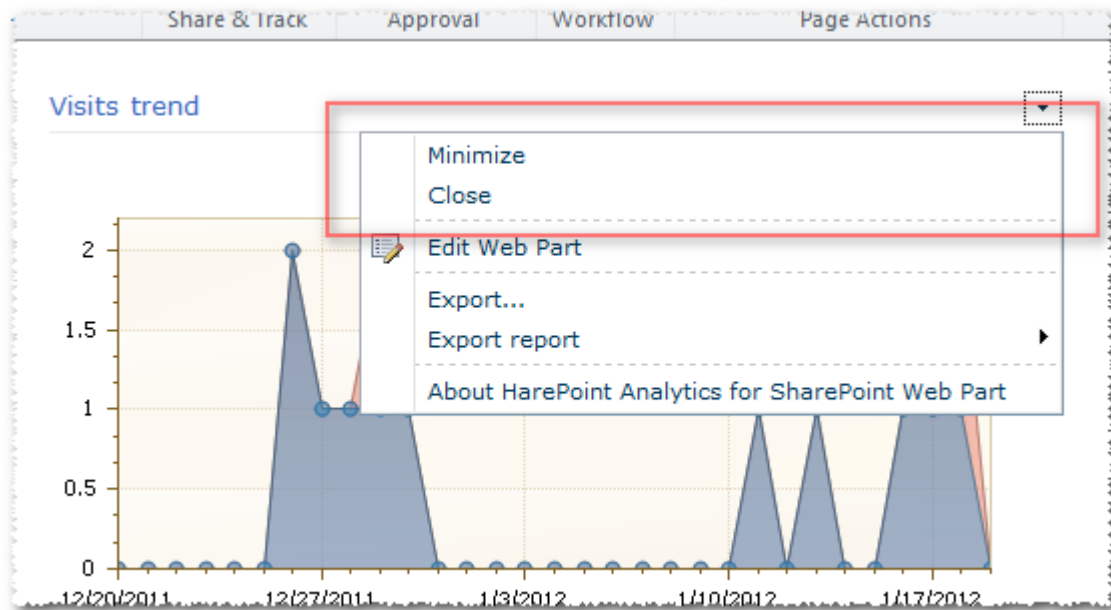 Share & Track Approval Workflow Page Actions
Visits trend
Minimize
Close
Edit Web Part
Export...
Export report
About HarePoint Analytics for SharePoint Web Part
2
1.5
1
0.5
0
12/20/2011 12/27/2011 1/3/2012 1/10/2012 1/17/2012